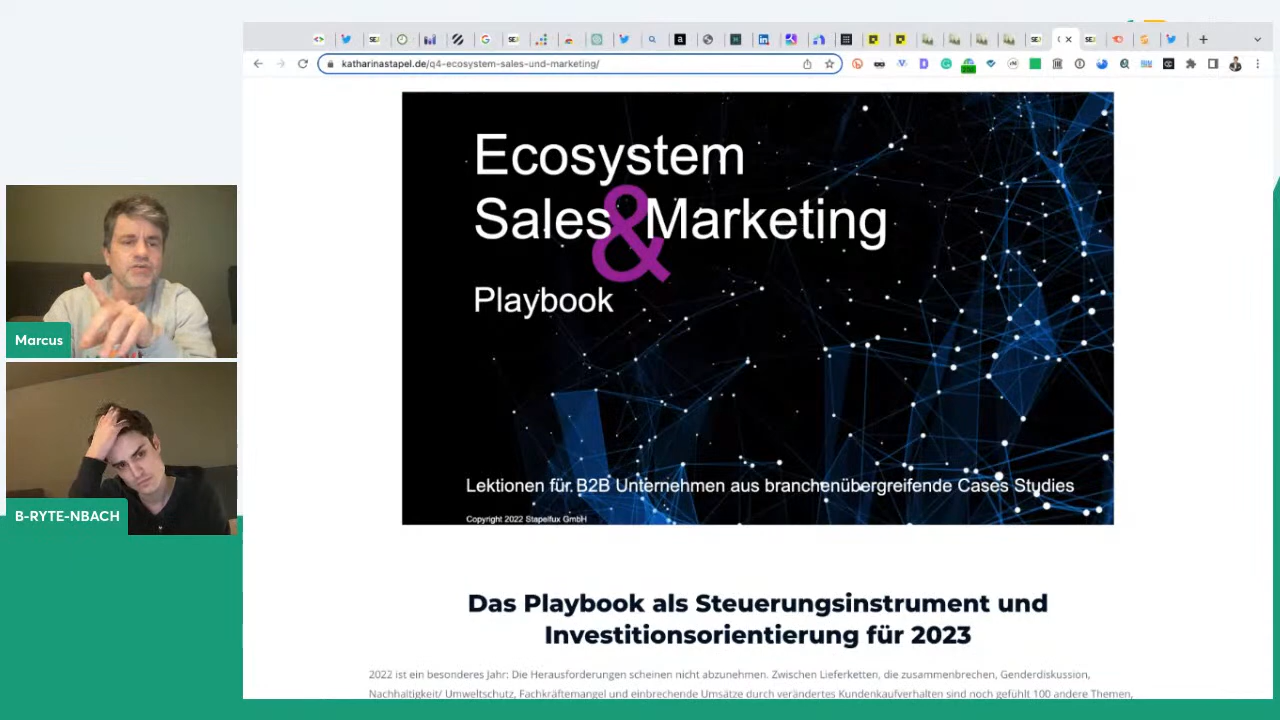 katharinastapel.de/q4-ecosystem-sales-und-marketing/
Ecosystem
Sales & Marketing
Playbook
Lektionen für B2B Unternehmen aus branchenübergreifende Cases Studies
Copyright 2022 Stapelfux GmbH
Marcus
B-RYTE-NBACH
Das Playbook als Steuerungsinstrument und
Investitionsorientierung für 2023
2022 ist ein besonderes Jahr: Die Herausforderungen scheinen nicht abzunehmen. Zwischen Lieferketten, die zusammenbrechen, Genderdiskussion,
Nachhaltigkeit/ Umweltschutz, Fachkräftemangel und einbrechende Umsätze durch verändertes Kundenkaufverhalten sind noch gefühlt 100 andere Themen,